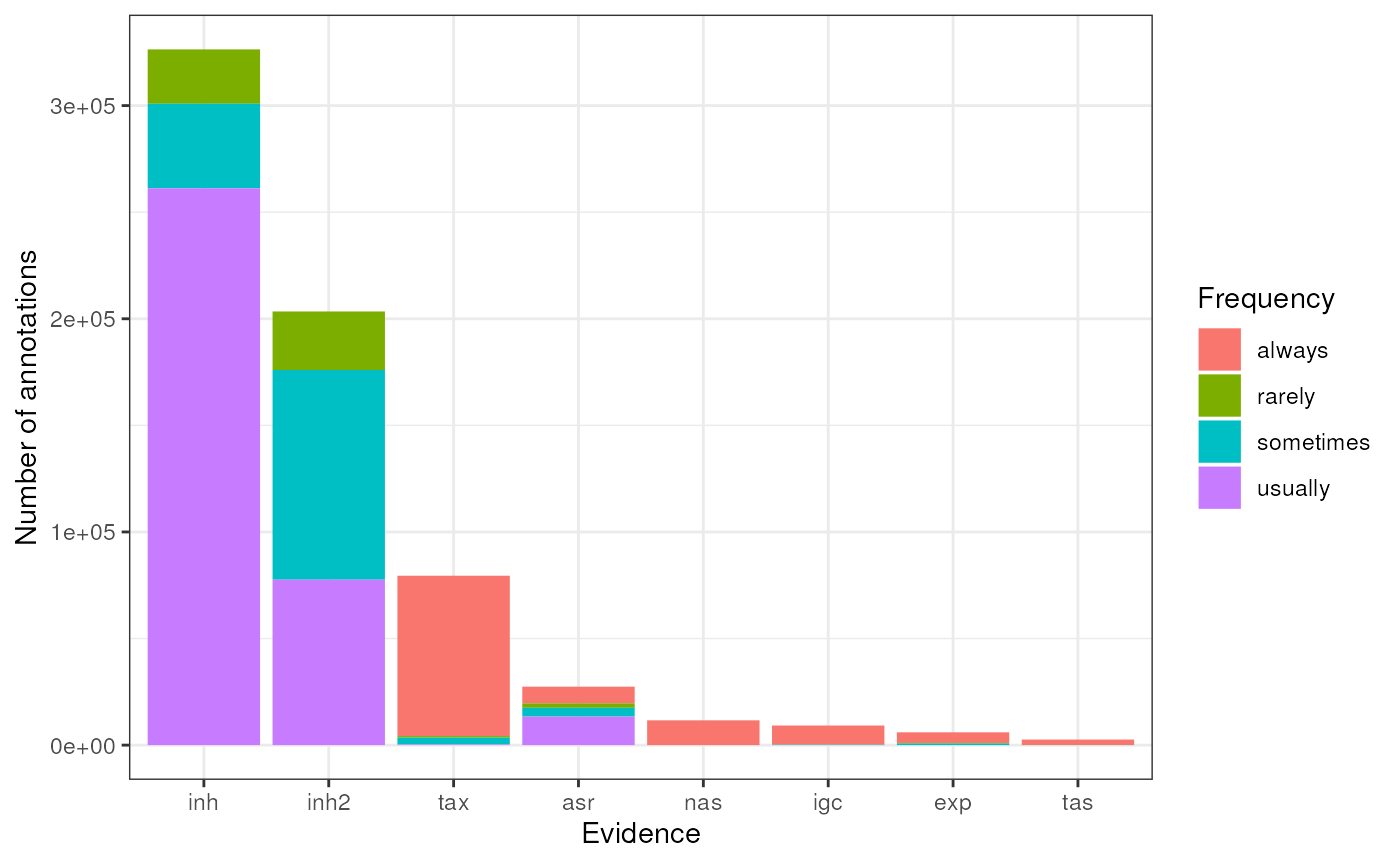 Number of annotations
3e+05
2e+05
1e+05
0e+00
inh inh2 tax asr nas igc exp tas
Evidence
Frequency
always
rarely
sometimes
usually